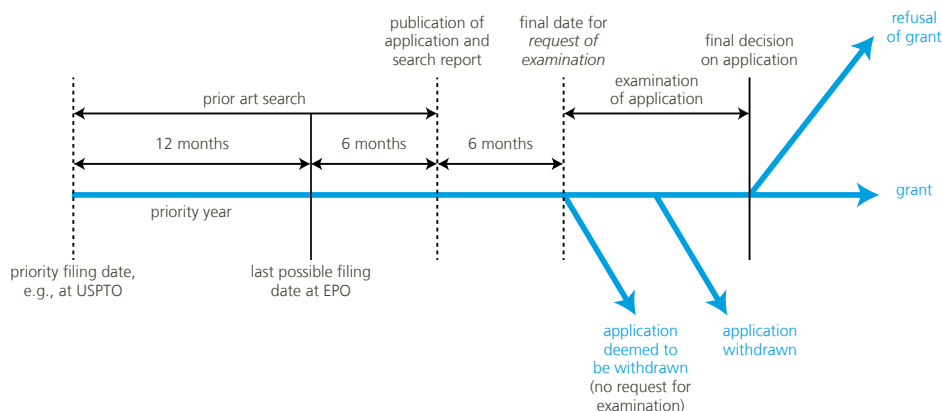 publication of
application and
search report
final date for
request of
examination
final decision
on application
refusal
of grant
prior art search
examination
of application
12 months
6 months
6 months
priority year
grant
priority filing date,
e.g., at USPTO
last possible filing
date at EPO
application
deemed to
be withdrawn
(no request for
examination)
application
withdrawn